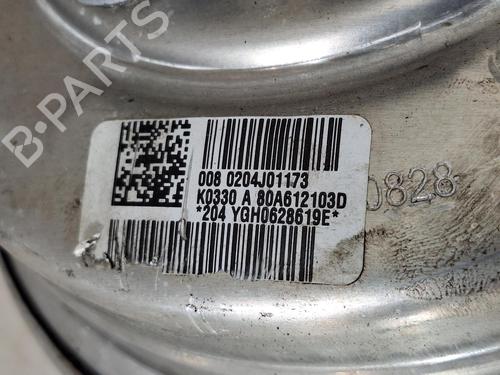 B-PARTS
008 0204J01173
K0330 A 80A612103D
*204 YGH0628619E*
0828